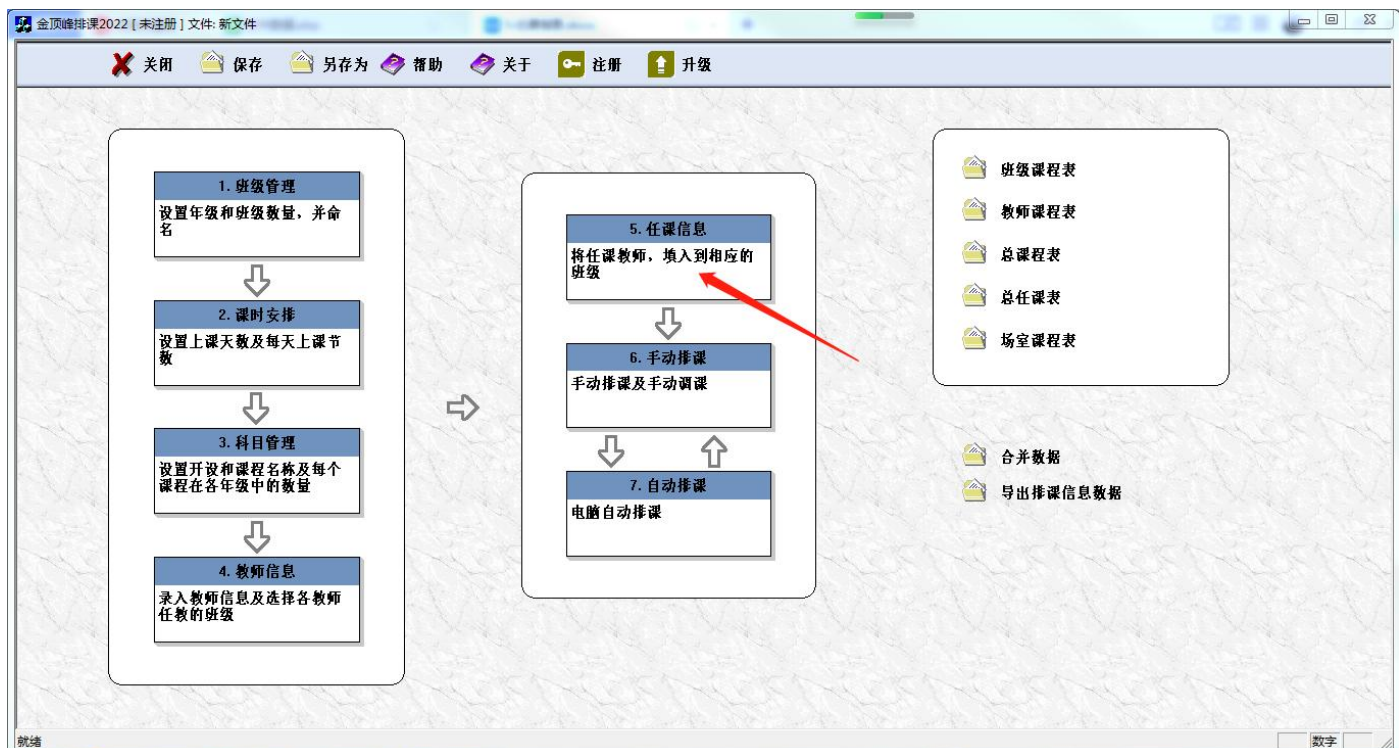 金顶峰排课2022 [ 未注册 ] 文件: 新文件
关闭 保存 另存为 帮助 关于 注册 升级
1. 班级管理
设置年级和班级数量，并命
名
2. 课时安排
设置上课天数及每天上课节
数
3. 科目管理
设置开设和课程名称及每个
课程在各年级中的数量
4. 教师信息
录入教师信息及选择各教师
任教的班级
5. 任课信息
将任课教师，填入到相应的
班级
6. 手动排课
手动排课及手动调课
7. 自动排课
电脑自动排课
班级课程表
教师课程表
总课程表
总任课表
场室课程表
合并数据
导出排课信息数据
就绪
数字